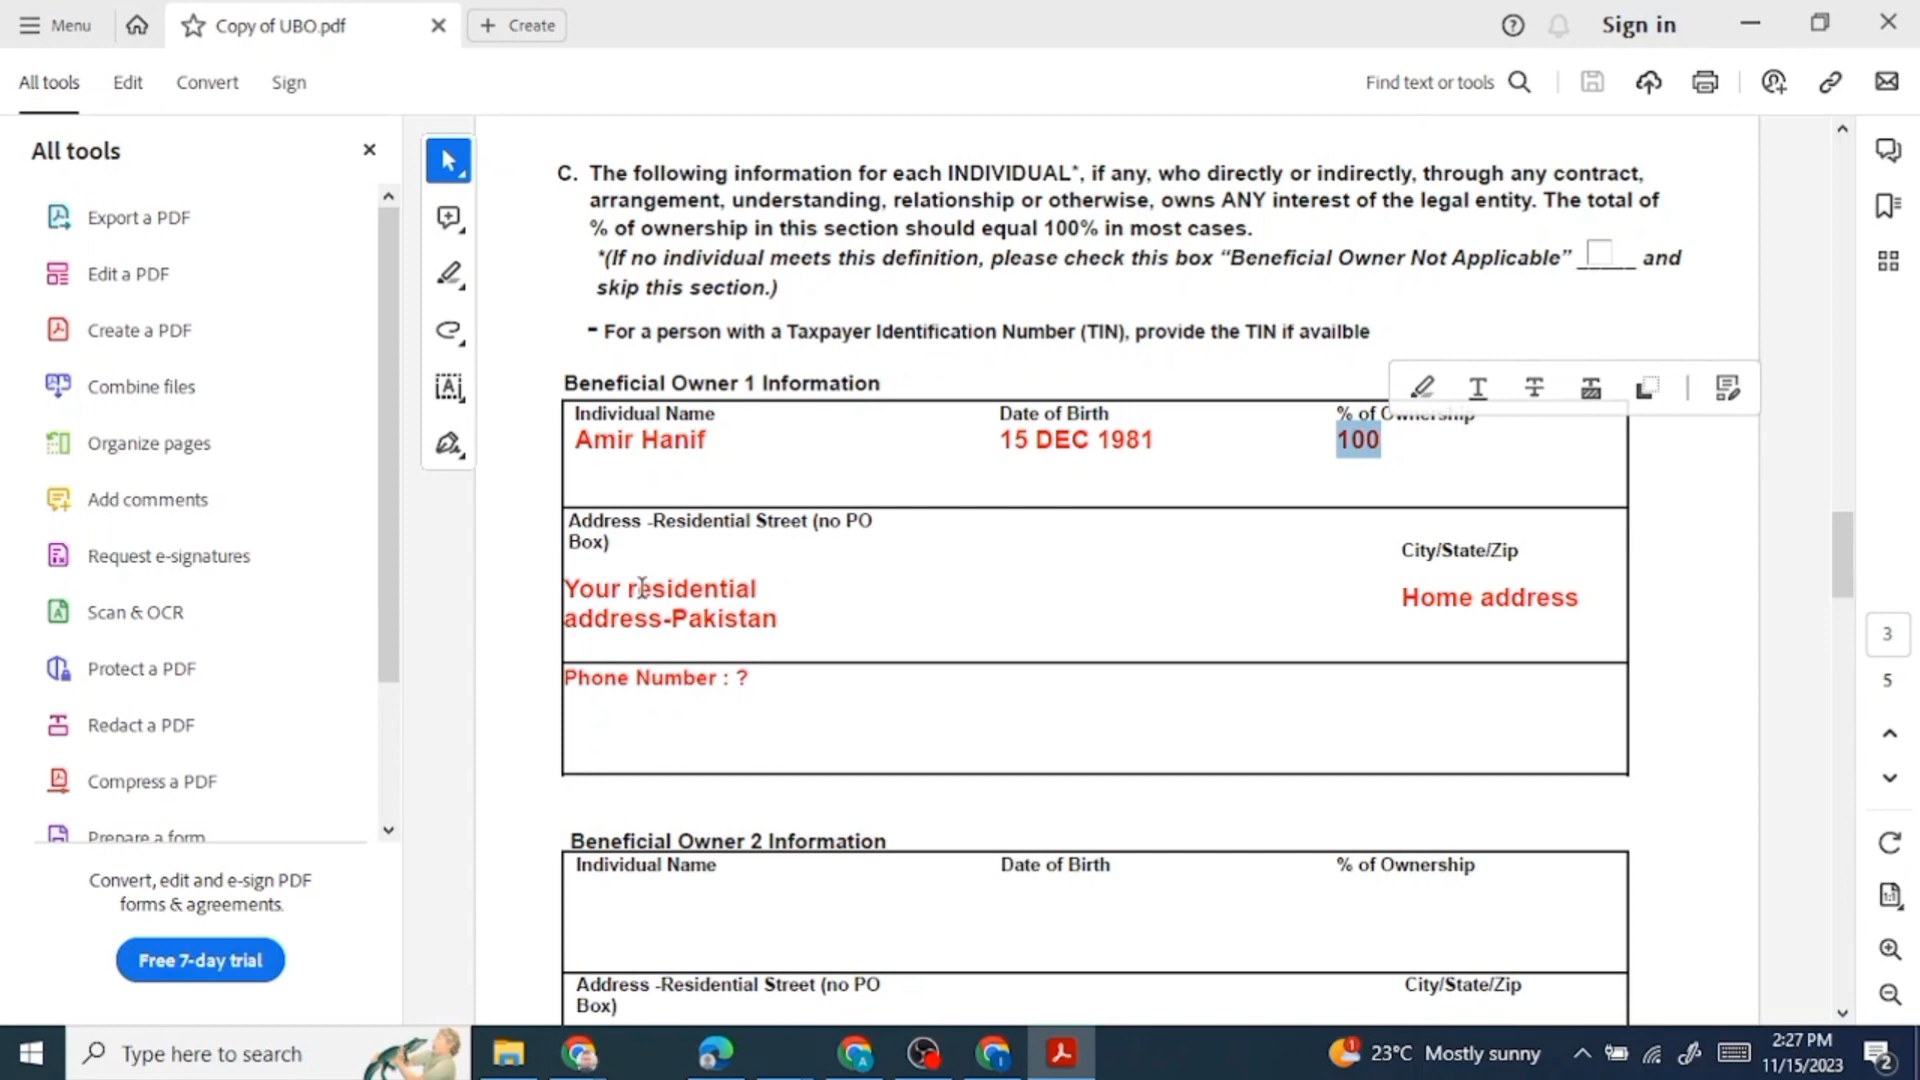 Menu
Copy of UBO.pdf
Create
Sign in
All tools
Edit
Convert
Sign
Find text or tools
All tools
Export a PDF
Edit a PDF
Create a PDF
Combine files
Organize pages
Add comments
Request e-signatures
Scan & OCR
Protect a PDF
Redact a PDF
Compress a PDF
Prepare a form
Convert, edit and e-sign PDF
forms & agreements.
Free 7-day trial
C. The following information for each INDIVIDUAL*, if any, who directly or indirectly, through any contract,
arrangement, understanding, relationship or otherwise, owns ANY interest of the legal entity. The total of
% of ownership in this section should equal 100% in most cases.
*(If no individual meets this definition, please check this box “Beneficial Owner Not Applicable” _____ and
skip this section.)
- For a person with a Taxpayer Identification Number (TIN), provide the TIN if availble
Beneficial Owner 1 Information
Individual Name Date of Birth % of Ownership
Amir Hanif 15 DEC 1981 100
Address -Residential Street (no PO
Box)
City/State/Zip
Your residential
address-Pakistan
Home address
Phone Number : ?
Beneficial Owner 2 Information
Individual Name Date of Birth % of Ownership
Address -Residential Street (no PO
Box)
City/State/Zip
3
5
Type here to search
23°C Mostly sunny
2:27 PM
11/15/2023
2